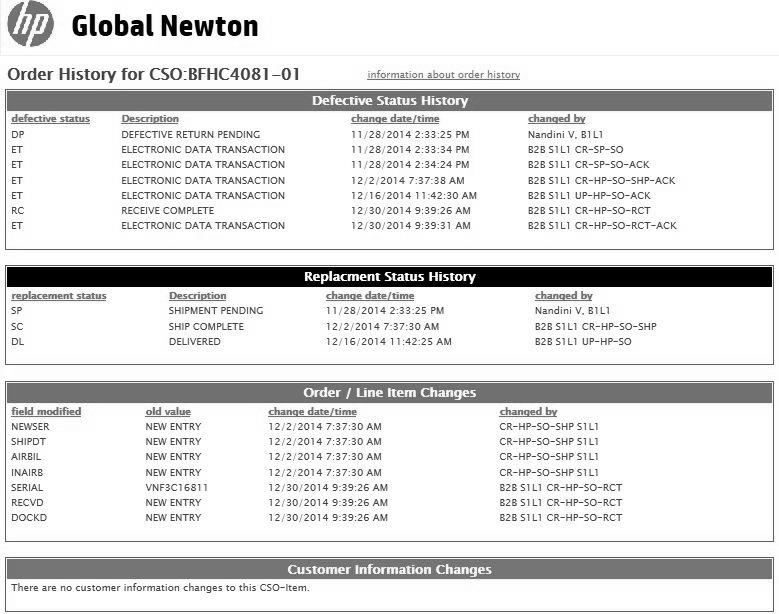 hp Global Newton
Order History for CSO:BFHC4081-01 information about order history
Defective Status History
defective status Description change date/time changed by
DP DEFECTIVE RETURN PENDING 11/28/2014 2:33:25 PM Nandini V, B1L1
ET ELECTRONIC DATA TRANSACTION 11/28/2014 2:33:34 PM B2B S1L1 CR-SP-SO
ET ELECTRONIC DATA TRANSACTION 11/28/2014 2:34:24 PM B2B S1L1 CR-SP-SO-ACK
ET ELECTRONIC DATA TRANSACTION 12/2/2014 7:37:38 AM B2B S1L1 CR-HP-SO-SHP-ACK
ET ELECTRONIC DATA TRANSACTION 12/16/2014 11:42:30 AM B2B S1L1 UP-HP-SO-ACK
RC RECEIVE COMPLETE 12/30/2014 9:39:26 AM B2B S1L1 CR-HP-SO-RCT
ET ELECTRONIC DATA TRANSACTION 12/30/2014 9:39:31 AM B2B S1L1 CR-HP-SO-RCT-ACK
Replacment Status History
replacement status Description change date/time changed by
SP SHIPMENT PENDING 11/28/2014 2:33:25 PM Nandini V, B1L1
SC SHIP COMPLETE 12/2/2014 7:37:30 AM B2B S1L1 CR-HP-SO-SHP
DL DELIVERED 12/16/2014 11:42:25 AM B2B S1L1 UP-HP-SO
Order / Line Item Changes
field modified old value change date/time changed by
NEWSER NEW ENTRY 12/2/2014 7:37:30 AM CR-HP-SO-SHP S1L1
SHIPDT NEW ENTRY 12/2/2014 7:37:30 AM CR-HP-SO-SHP S1L1
AIRBIL NEW ENTRY 12/2/2014 7:37:30 AM CR-HP-SO-SHP S1L1
INAIRB NEW ENTRY 12/2/2014 7:37:30 AM CR-HP-SO-SHP S1L1
SERIAL VNF3C16811 12/30/2014 9:39:26 AM B2B S1L1 CR-HP-SO-RCT
RECVD NEW ENTRY 12/30/2014 9:39:26 AM B2B S1L1 CR-HP-SO-RCT
DOCKD NEW ENTRY 12/30/2014 9:39:26 AM B2B S1L1 CR-HP-SO-RCT
Customer Information Changes
There are no customer information changes to this CSO-Item.